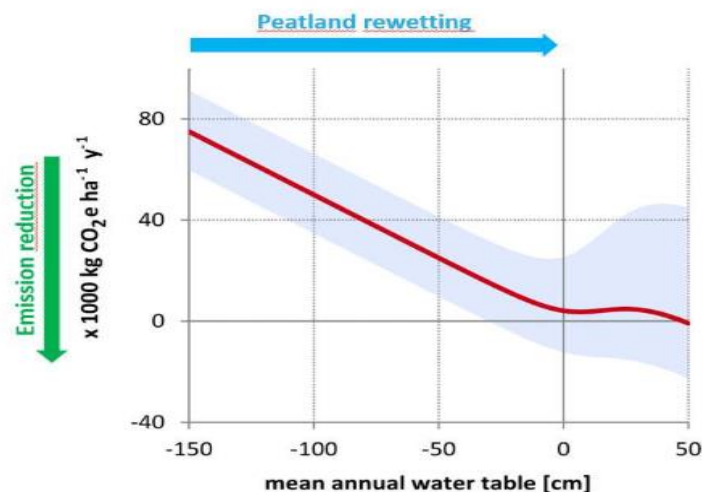 Peatland rewetting
Emission reduction
x 1000 kg CO₂e ha⁻¹ y⁻¹
80
40
0
-40
-150
-100
-50
0
50
mean annual water table [cm]